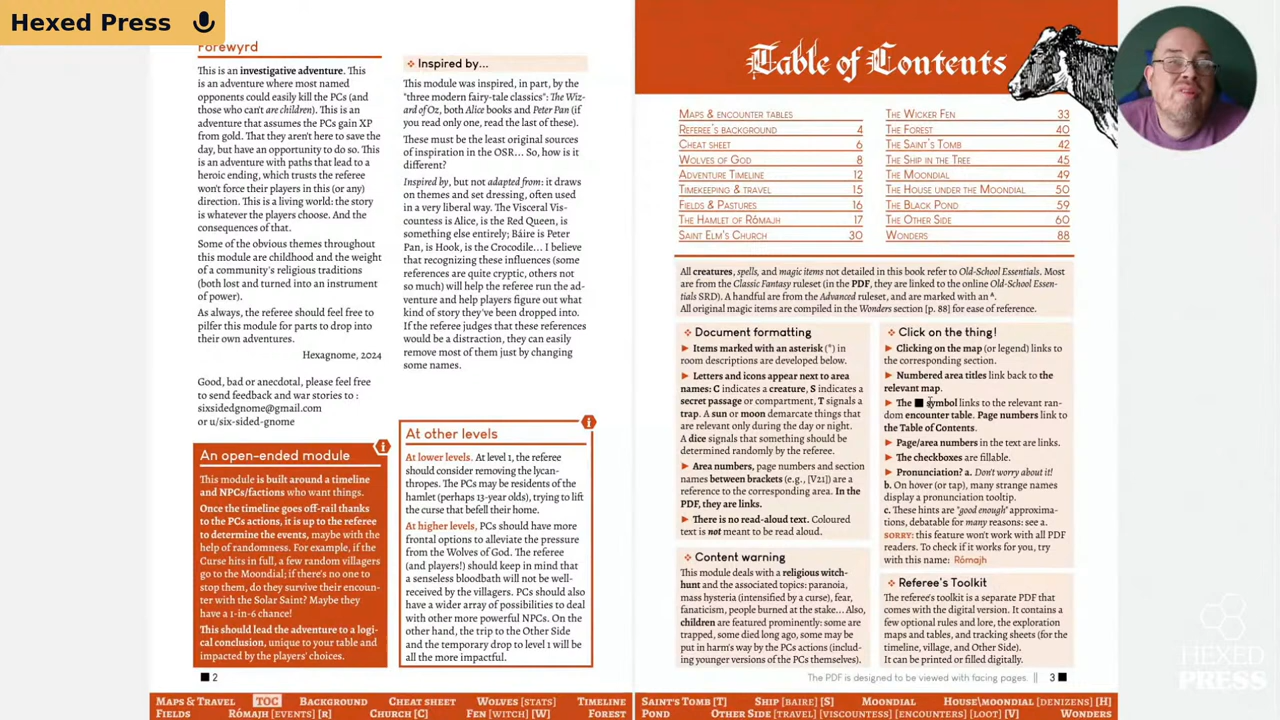 Hexed Press
Forewyrd
This is an investigative adventure. This
is an adventure where most named
opponents could easily kill the PCs (and
those who can't are children). This is an
adventure that assumes the PCs gain XP
from gold. That they aren't here to save the
day, but have an opportunity to do so. This
is an adventure with paths that lead to a
heroic ending, which trusts the referee
won't force their players in this (or any)
direction. This is a living world: the story
is whatever the players choose. And the
consequences of that.
Some of the obvious themes throughout
this module are childhood and the weight
of a community's religious traditions
(both lost and turned into an instrument
of power).
As always, the referee should feel free to
pilfer this module for parts to drop into
their own adventures.
Hexagnome, 2024
Good, bad or anecdotal, please feel free
to send feedback and war stories to :
sixsidedgnome@gmail.com
or u/six-sided-gnome
An open-ended module
This module is built around a timeline
and NPCs/factions who want things.
Once the timeline goes off-rail thanks
to the PCs actions, it is up to the referee
to determine the events, maybe with the
help of randomness. For example, if the
Curse hits in full, a few random villagers
go to the Moondial; if there's no one to
stop them, do they survive their encoun-
ter with the Solar Saint? Maybe they
have a 1-in-6 chance!
This should lead the adventure to a logi-
cal conclusion, unique to your table and
impacted by the players' choices.
2
❖ Inspired by...
This module was inspired, in part, by the
"three modern fairy-tale classics": The Wiz-
ard of Oz, both Alice books and Peter Pan (if
you read only one, read the last of these).
These must be the least original sources
of inspiration in the OSR... So, how is it
different?
Inspired by, but not adapted from: it draws
on themes and set dressing, often used
in a very liberal way. The Visceral Vis-
countess is Alice, is the Red Queen, is
something else entirely; Báire is Peter
Pan, is Hook, is the Crocodile... I believe
that recognizing these influences (some
references are quite cryptic, others not
so much) will help the referee run the ad-
venture and help players figure out what
kind of story they've been dropped into.
If the referee judges that these references
would be a distraction, they can easily
remove most of them just by changing
some names.
At other levels
At lower levels. At level 1, the referee
should consider removing the lycan-
thropes. The PCs may be residents of the
hamlet (perhaps 13-year olds), trying to lift
the curse that befell their home.
At higher levels, PCs should have more
frontal options to alleviate the pressure
from the Wolves of God. The referee
(and players!) should keep in mind that
a senseless bloodbath will not be well-
received by the villagers. PCs should also
have a wider array of possibilities to deal
with other more powerful NPCs. On the
other hand, the trip to the Other Side
and the temporary drop to level 1 will be
all the more impactful.
Table of Contents
Maps & encounter tables
Referee's background 4
Cheat sheet 6
Wolves of God 8
Adventure Timeline 12
Timekeeping & travel 15
Fields & Pastures 16
The Hamlet of Rómajh 17
Saint Elm's Church 30
The Wicker Fen 33
The Forest 40
The Saint's Tomb 42
The Ship in the Tree 45
The Moondial 49
The House under the Moondial 50
The Black Pond 59
The Other Side 60
Wonders 88
All creatures, spells, and magic items not detailed in this book refer to Old-School Essentials. Most
are from the Classic Fantasy ruleset (in the PDF, they are linked to the online Old-School Essen-
tials SRD). A handful are from the Advanced ruleset, and are marked with an ᴬ.
All original magic items are compiled in the Wonders section [p. 88] for ease of reference.
❖ Document formatting
► Items marked with an asterisk (*) in
room descriptions are developed below.
► Letters and icons appear next to area
names: C indicates a creature, S indicates a
secret passage or compartment, T signals a
trap. A sun or moon demarcate things that
are relevant only during the day or night.
A dice signals that something should be
determined randomly by the referee.
► Area numbers, page numbers and section
names between brackets (e.g., [V21]) are a
reference to the corresponding area. In the
PDF, they are links.
► There is no read-aloud text. Coloured
text is not meant to be read aloud.
❖ Content warning
This module deals with a religious witch-
hunt and the associated topics: paranoia,
mass hysteria (intensified by a curse), fear,
fanaticism, people burned at the stake... Also,
children are featured prominently: some are
trapped, some died long ago, some may be
put in harm's way by the PCs actions (includ-
ing younger versions of the PCs themselves).
❖ Click on the thing!
► Clicking on the map (or legend) links to
the corresponding section.
► Numbered area titles link back to the
relevant map.
► The ■ symbol links to the relevant ran-
dom encounter table. Page numbers link to
the Table of Contents.
► Page/area numbers in the text are links.
► The checkboxes are fillable.
► Pronunciation? a. Don't worry about it!
b. On hover (or tap), many strange names
display a pronunciation tooltip.
c. These hints are "good enough" approxima-
tions, debatable for many reasons: see a.
SORRY: this feature won't work with all PDF
readers. To check if it works for you, try
with this name: Rómajh
❖ Referee's Toolkit
The referee's toolkit is a separate PDF that
comes with the digital version. It contains a
few optional rules and lore, the exploration
maps and tables, and tracking sheets (for the
timeline, village, and Other Side).
It can be printed or filled digitally.
The PDF is designed to be viewed with facing pages. || 3
Maps & Travel TOC Background Cheat sheet Wolves [stats] Timeline
Fields Rómajh [events] [R] Church [C] Fen [witch] [W] Forest
Saint's Tomb [T] Ship [Baire] [S] Moondial House\moondial [denizens] [H]
Pond Other Side [travel] [Viscountess] [encounters] [loot] [V] Wonders
HEXED
PRESS